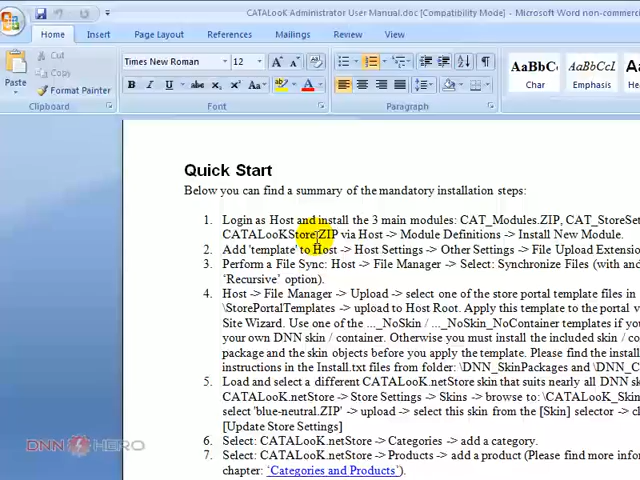 CATALooK Administrator User Manual.doc [Compatibility Mode] - Microsoft Word non-commerc
Home Insert Page Layout References Mailings Review View
Cut
Copy
Format Painter
Paste
Clipboard
Times New Roman 12
Font
Paragraph
AaBbC
AaBbCcL
Char
Emphasis
Quick Start
Below you can find a summary of the mandatory installation steps:
1. Login as Host and install the 3 main modules: CAT_Modules.ZIP, CAT_StoreSe
CATALooKStore.ZIP via Host -> Module Definitions -> Install New Module.
2. Add 'template' to Host -> Host Settings -> Other Settings -> File Upload Extensio
3. Perform a File Sync: Host -> File Manager -> Select: Synchronize Files (with and
'Recursive' option).
4. Host -> File Manager -> Upload -> select one of the store portal template files in
\StorePortalTemplates -> upload to Host Root. Apply this template to the portal v
Site Wizard. Use one of the ..._NoSkin / ..._NoSkin_NoContainer templates if you
your own DNN skin / container. Otherwise you must install the included skin / co
package and the skin objects before you apply the template. Please find the install
instructions in the Install.txt files from folder: \DNN_SkinPackages and \DNN_C
5. Load and select a different CATALooK.netStore skin that suits nearly all DNN sk
CATALooK.netStore -> Store Settings -> Skins -> browse to: \CATALooK_Skin
select 'blue-neutral.ZIP' -> upload -> select this skin from the [Skin] selector -> c
[Update Store Settings]
6. Select: CATALooK.netStore -> Categories -> add a category.
7. Select: CATALooK.netStore -> Products -> add a product (Please find more infor
chapter: 'Categories and Products').
DNN HERO